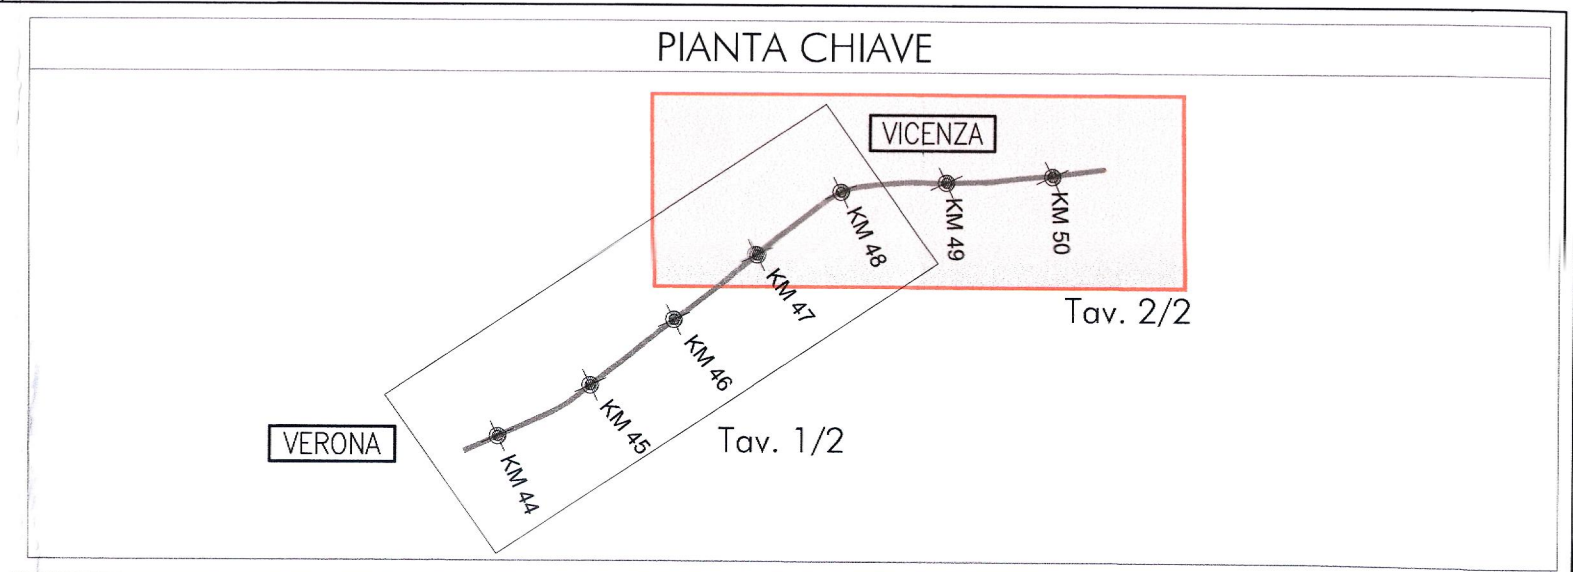 PIANTA CHIAVE
VICENZA
KM 48
KM 49
KM 50
KM 47
Tav. 2/2
KM 46
KM 45
Tav. 1/2
VERONA
KM 44